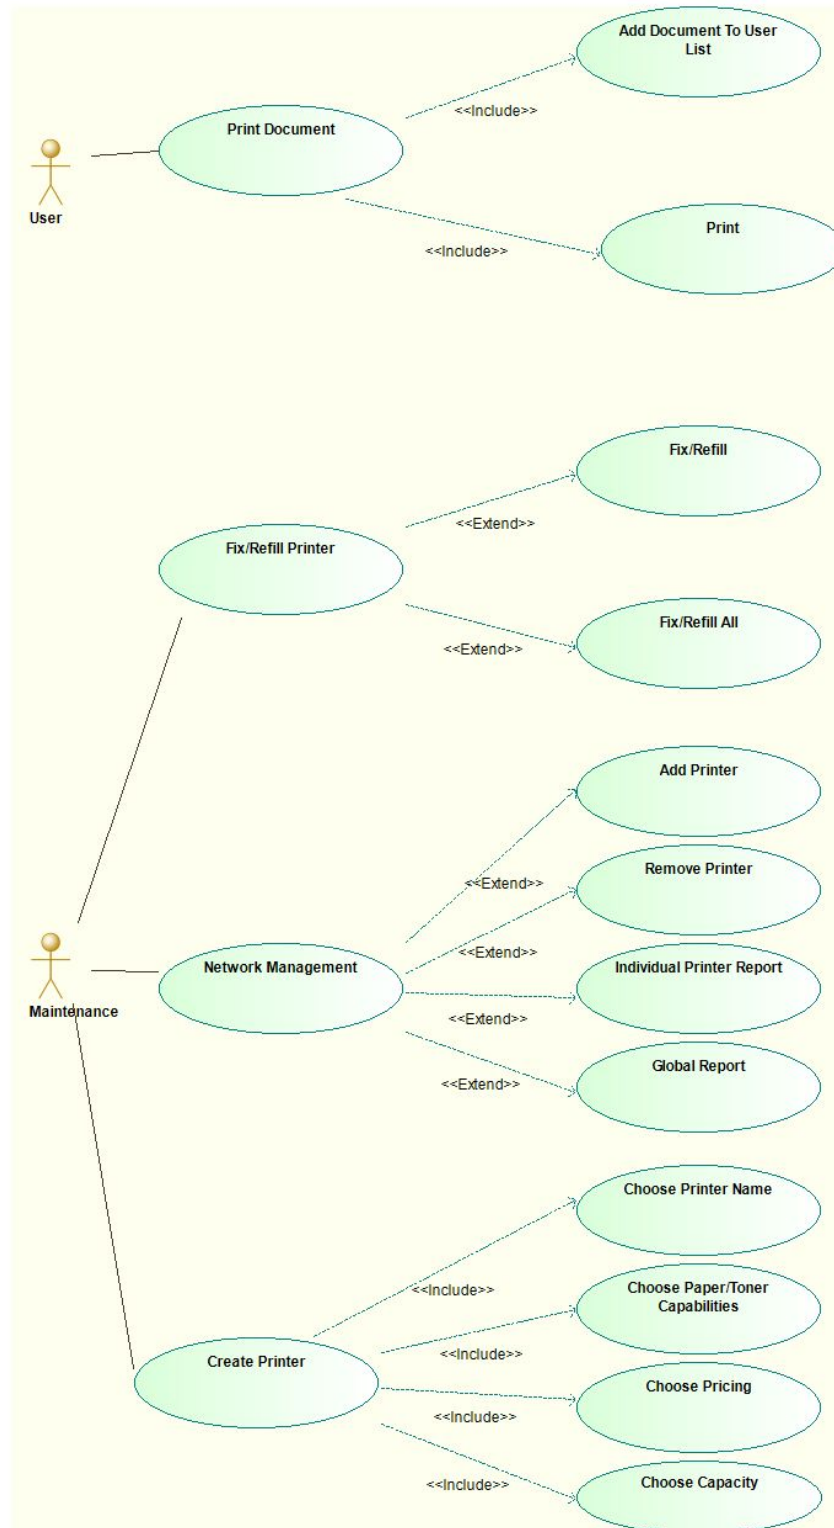 Add Document To User
List
<<Include>>
Print Document
User
Print
<<Include>>
Fix/Refill
<<Extend>>
Fix/Refill Printer
Fix/Refill All
<<Extend>>
Add Printer
<<Extend>>
Remove Printer
<<Extend>>
Network Management
Individual Printer Report
Maintenance
<<Extend>>
Global Report
<<Extend>>
Choose Printer Name
<<Include>>
Choose Paper/Toner
Capabilities
<<Include>>
Create Printer
Choose Pricing
<<Include>>
Choose Capacity
<<Include>>